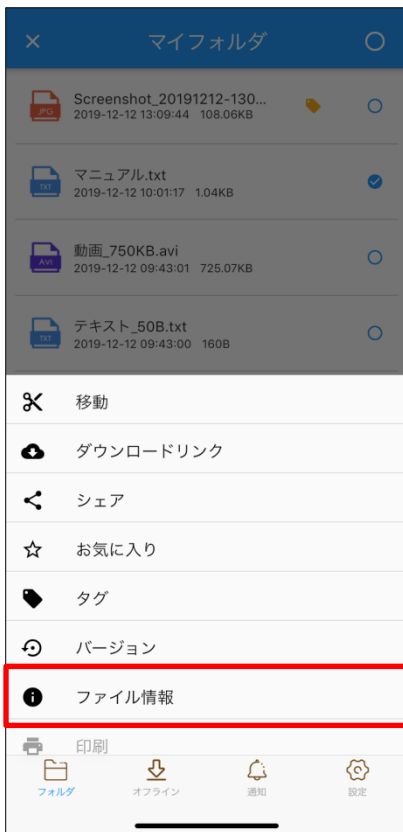 マイフォルダ
JPG
Screenshot_20191212-130...
2019-12-12 13:09:44 108.06KB
TXT
マニュアル.txt
2019-12-12 10:01:17 1.04KB
AVI
動画_750KB.avi
2019-12-12 09:43:01 725.07KB
TXT
テキスト_50B.txt
2019-12-12 09:43:00 160B
移動
ダウンロードリンク
シェア
お気に入り
タグ
バージョン
ファイル情報
印刷
フォルダ オフライン 通知 設定